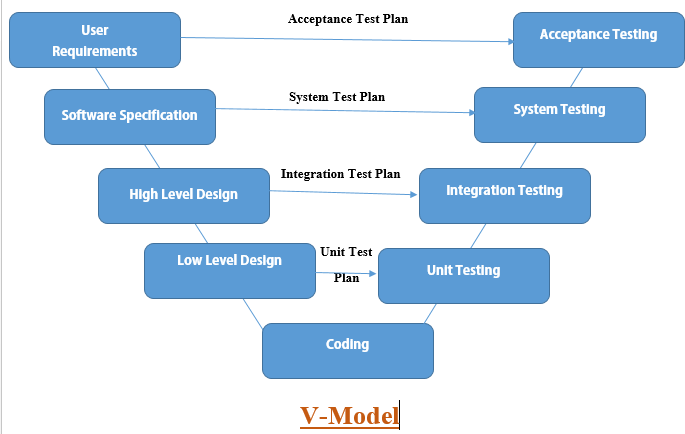 Acceptance Test Plan
User
Requirements
Acceptance Testing
System Test Plan
Software Specification
System Testing
Integration Test Plan
High Level Design
Integration Testing
Unit Test
Plan
Low Level Design
Unit Testing
Coding
V-Model